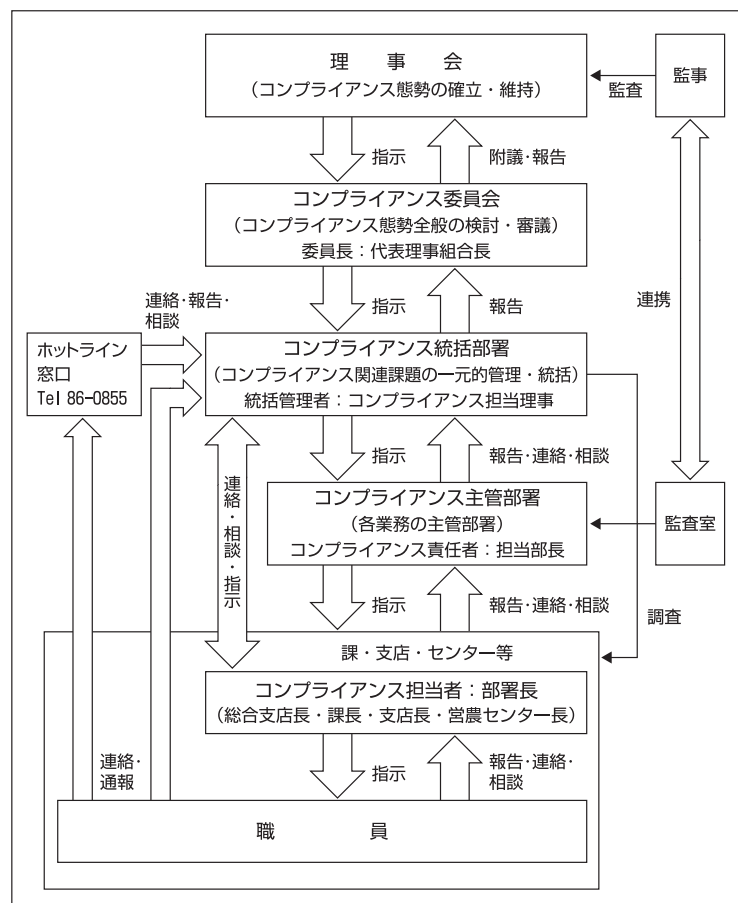 理事会
(コンプライアンス態勢の確立・維持)
監査
監事
指示
附議・報告
コンプライアンス委員会
(コンプライアンス態勢全般の検討・審議)
委員長：代表理事組合長
連携
連絡・報告・
相談
指示
報告
ホットライン
窓口
Tel 86-0855
コンプライアンス統括部署
(コンプライアンス関連課題の一元的管理・統括)
統括管理者：コンプライアンス担当理事
連絡・相談・指示
指示
報告・連絡・相談
コンプライアンス主管部署
(各業務の主管部署)
コンプライアンス責任者：担当部長
監査室
指示
報告・連絡・相談
調査
課・支店・センター等
コンプライアンス担当者：部署長
(総合支店長・課長・支店長・営農センター長)
連絡・
通報
指示
報告・連絡・
相談
職員